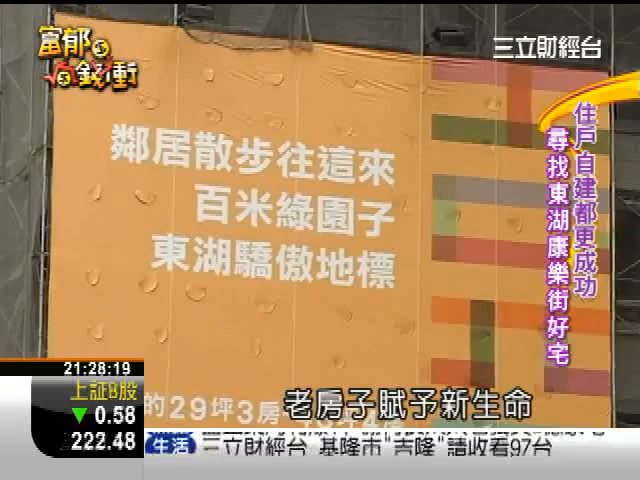 富郁
向錢衝
三立財經台
鄰居散步往這來
百米綠園子
東湖驕傲地標
住戶自建都更成功
尋找東湖康樂街好宅
的29坪3房
老房子賦予新生命
21:28:19
上証B股
▼ 0.58
222.48
生活
三立財經台 基隆市"吉隆"請收看97台